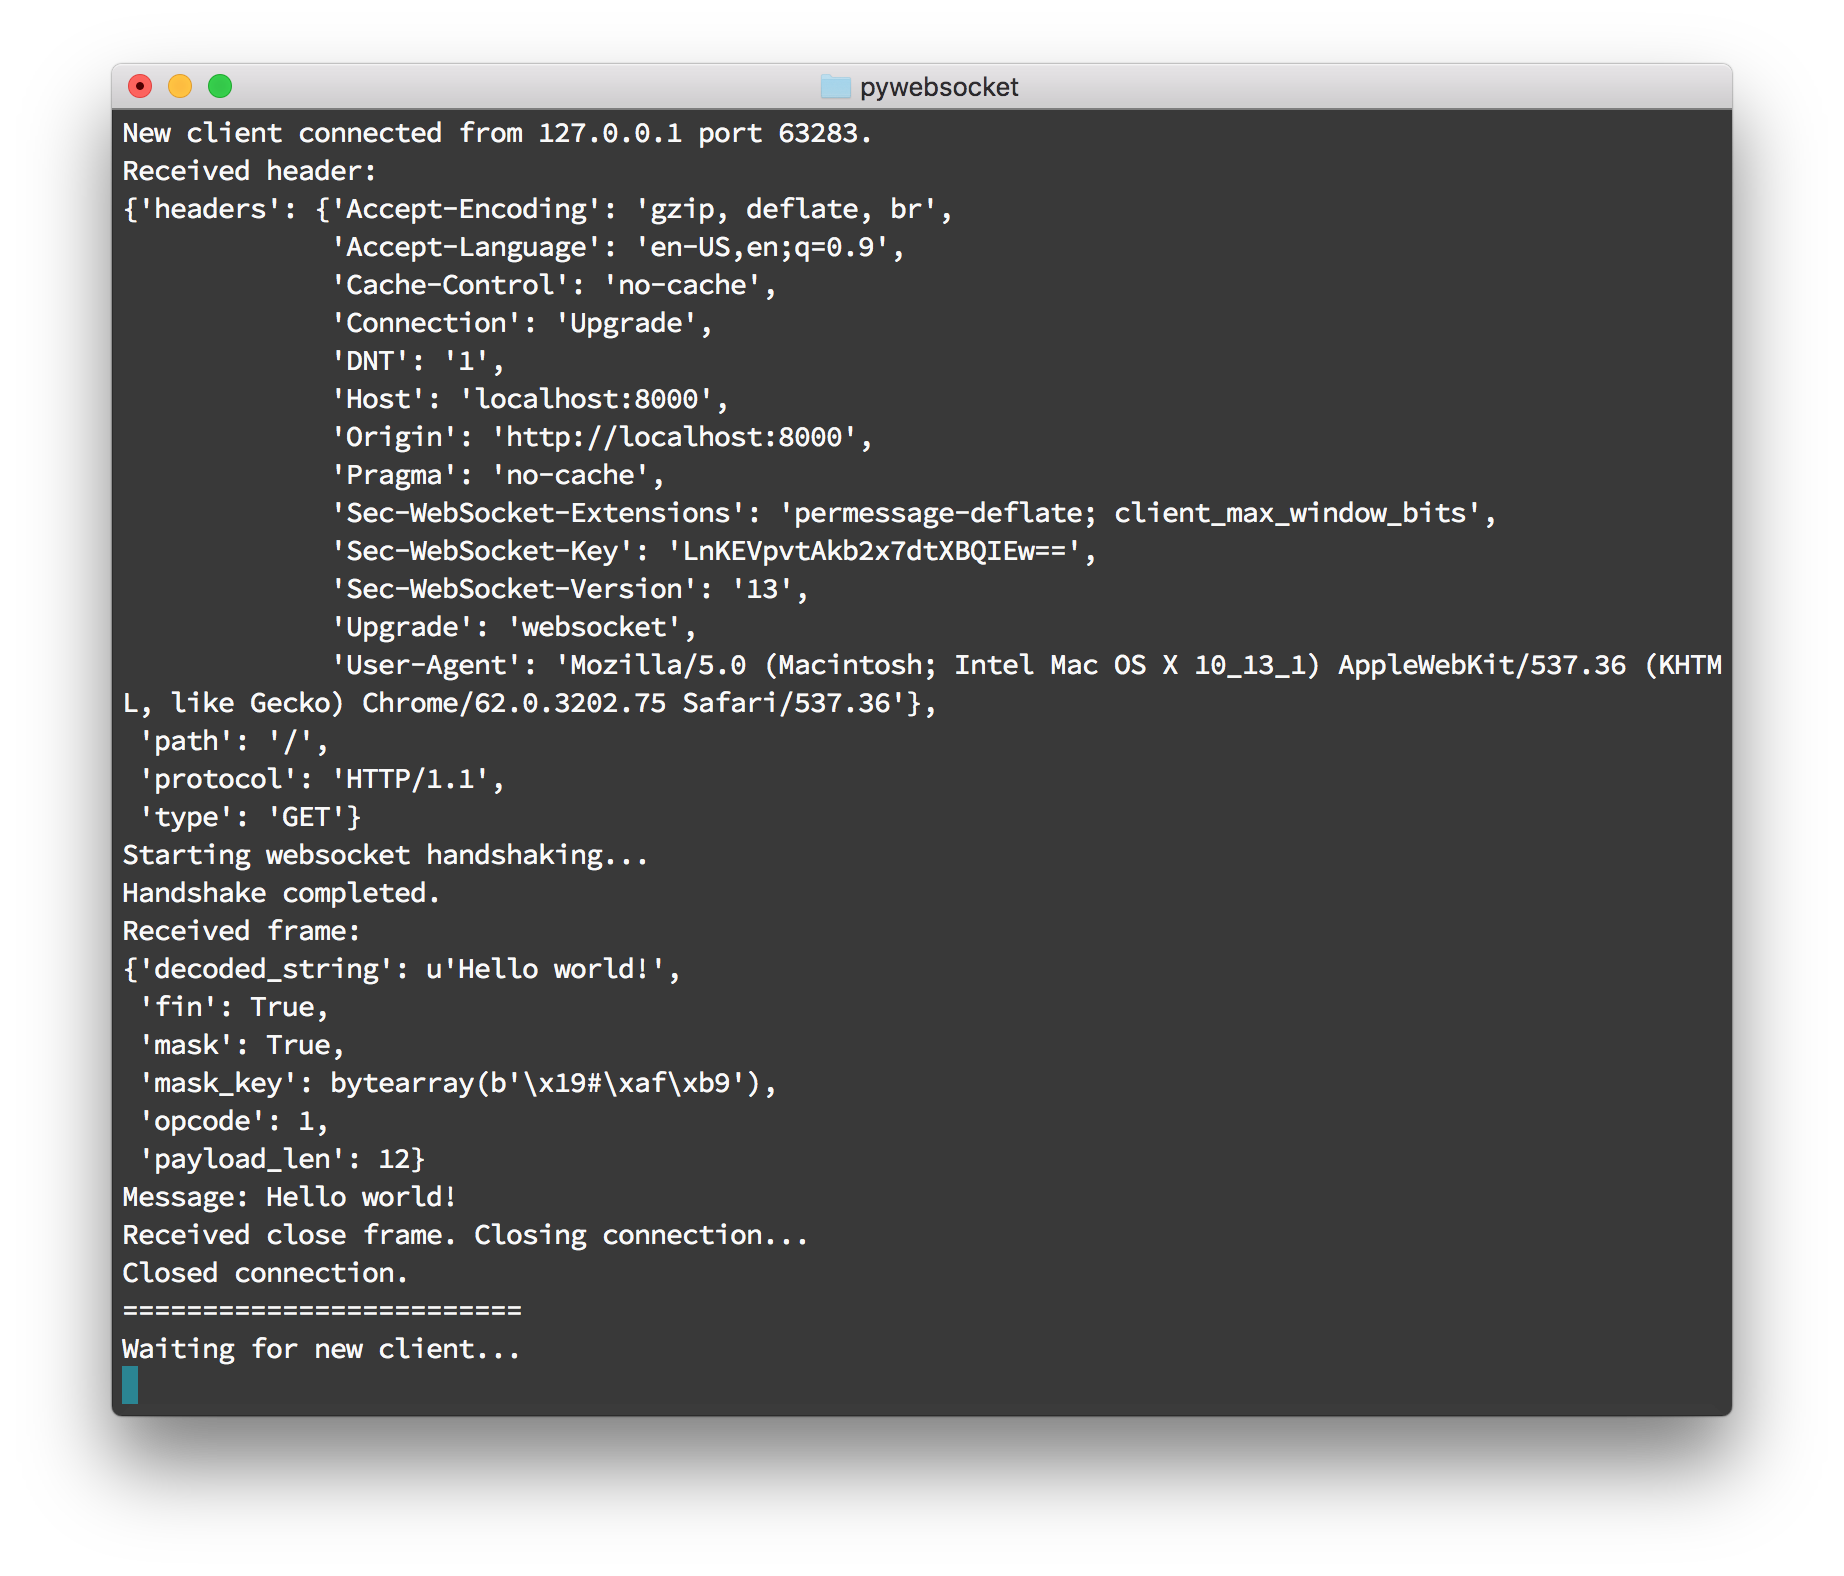 pywebsocket
New client connected from 127.0.0.1 port 63283.
Received header:
{'headers': {'Accept-Encoding': 'gzip, deflate, br',
             'Accept-Language': 'en-US,en;q=0.9',
             'Cache-Control': 'no-cache',
             'Connection': 'Upgrade',
             'DNT': '1',
             'Host': 'localhost:8000',
             'Origin': 'http://localhost:8000',
             'Pragma': 'no-cache',
             'Sec-WebSocket-Extensions': 'permessage-deflate; client_max_window_bits',
             'Sec-WebSocket-Key': 'LnKEVpvtAkb2x7dtXBQIEw==',
             'Sec-WebSocket-Version': '13',
             'Upgrade': 'websocket',
             'User-Agent': 'Mozilla/5.0 (Macintosh; Intel Mac OS X 10_13_1) AppleWebKit/537.36 (KHTM
L, like Gecko) Chrome/62.0.3202.75 Safari/537.36'},
 'path': '/',
 'protocol': 'HTTP/1.1',
 'type': 'GET'}
Starting websocket handshaking...
Handshake completed.
Received frame:
{'decoded_string': u'Hello world!',
 'fin': True,
 'mask': True,
 'mask_key': bytearray(b'\x19#\xaf\xb9'),
 'opcode': 1,
 'payload_len': 12}
Message: Hello world!
Received close frame. Closing connection...
Closed connection.
=========================
Waiting for new client...